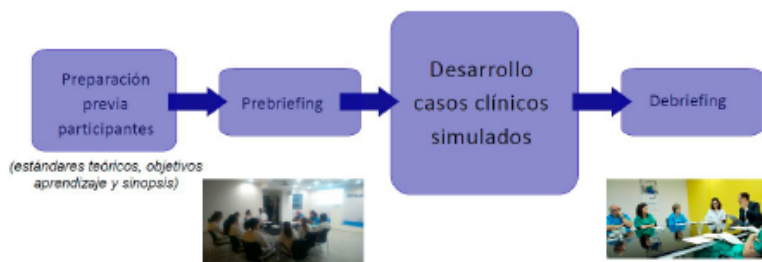 Preparación
previa
participantes
(estándares teóricos, objetivos
aprendizaje y sinopsis)
Prebriefing
Desarrollo
casos clínicos
simulados
Debriefing